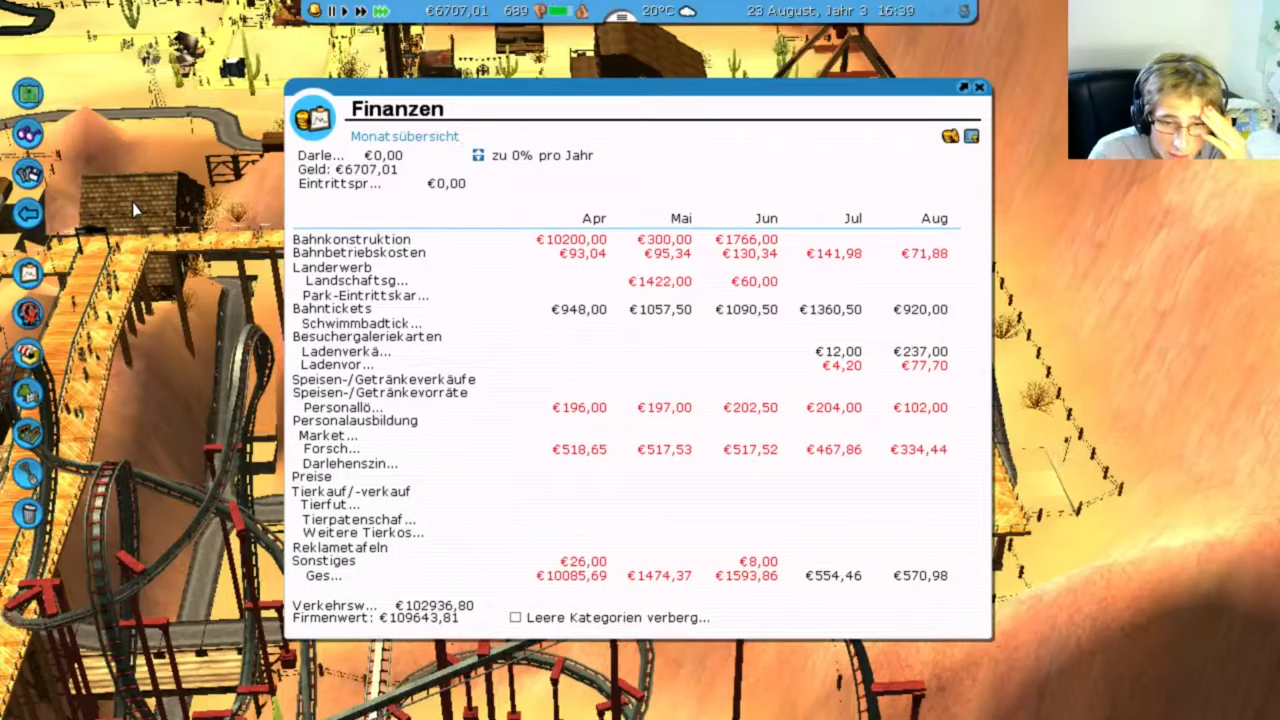 €6707,01 689 20°C 23 August, Jahr 3 16:39
Finanzen
Monatsübersicht
Darle... €0,00 zu 0% pro Jahr
Geld: €6707,01
Eintrittspr... €0,00
Apr Mai Jun Jul Aug
Bahnkonstruktion €10200,00 €300,00 €1766,00
Bahnbetriebskosten €93,04 €95,34 €130,34 €141,98 €71,88
Landerwerb
Landschaftsg... €1422,00 €60,00
Park-Eintrittskar...
Bahntickets €948,00 €1057,50 €1090,50 €1360,50 €920,00
Schwimmbadtick...
Besuchergaleriekarten
Ladenverkä... €12,00 €237,00
Ladenvor... €4,20 €77,70
Speisen-/Getränkeverkäufe
Speisen-/Getränkevorräte
Personallö... €196,00 €197,00 €202,50 €204,00 €102,00
Personalausbildung
Market...
Forsch... €518,65 €517,53 €517,52 €467,86 €334,44
Darlehenszin...
Preise
Tierkauf/-verkauf
Tierfut...
Tierpatenschaf...
Weitere Tierkos...
Reklametafeln
Sonstiges €26,00 €8,00
Ges... €10085,69 €1474,37 €1593,86 €554,46 €570,98
Verkehrsw... €102936,80
Firmenwert: €109643,81 Leere Kategorien verberg...